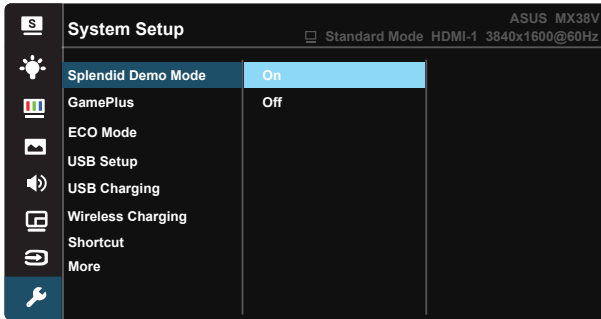 S
System Setup
ASUS MX38V
Standard Mode HDMI-1 3840x1600@60Hz
Splendid Demo Mode
On
GamePlus
Off
ECO Mode
USB Setup
USB Charging
Wireless Charging
Shortcut
More